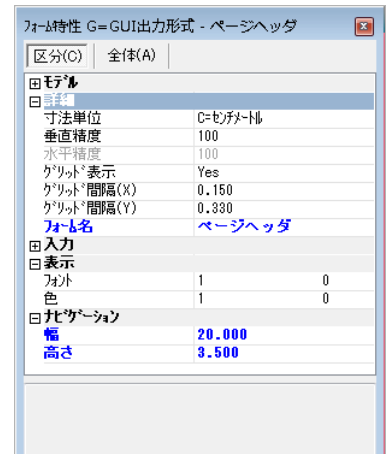 フォーム特性 G=GUI出力形式 - ページヘッダ
区分(C) 全体(A)
モデル
詳細
寸法単位 C=センチメートル
垂直精度 100
水平精度 100
グリッド表示 Yes
グリッド間隔(X) 0.150
グリッド間隔(Y) 0.330
フォーム名 ページヘッダ
入力
表示
フォント 1 0
色 1 0
ナビゲーション
幅 20.000
高さ 3.500